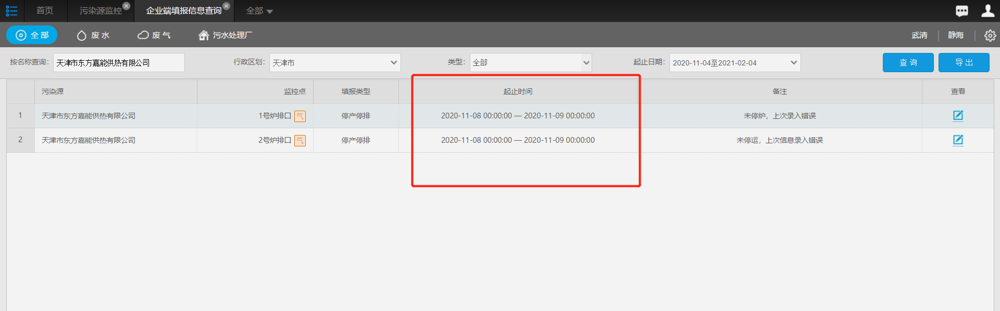 首页 污染源监控 企业端填报信息查询 全部
全 部 废 水 废 气 污水处理厂 武清 静海
按名称查询: 天津市东方嘉能供热有限公司 行政区划: 天津市 类型: 全部 起止日期: 2020-11-04至2021-02-04 查 询 导 出
污染源 监控点 填报类型 起止时间 备注 查看
1 天津市东方嘉能供热有限公司 1号炉排口 气 停产停排 2020-11-08 00:00:00 — 2020-11-09 00:00:00 未停炉，上次录入错误
2 天津市东方嘉能供热有限公司 2号炉排口 气 停产停排 2020-11-08 00:00:00 — 2020-11-09 00:00:00 未停运，上次信息录入错误